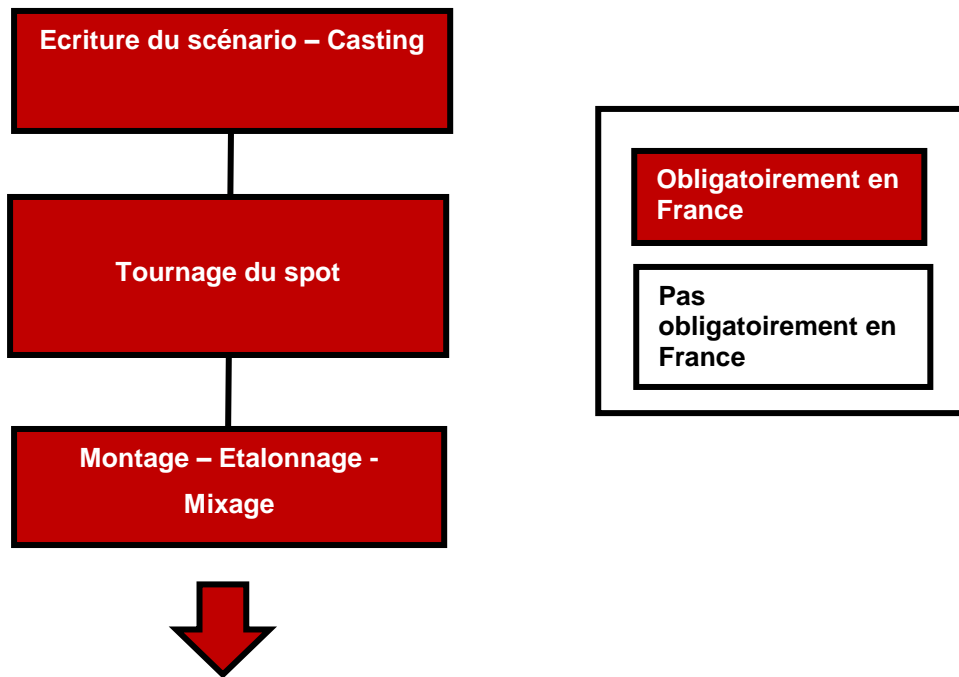 Ecriture du scénario – Casting
Tournage du spot
Montage – Etalonnage -
Mixage
Obligatoirement en
France
Pas
obligatoirement en
France